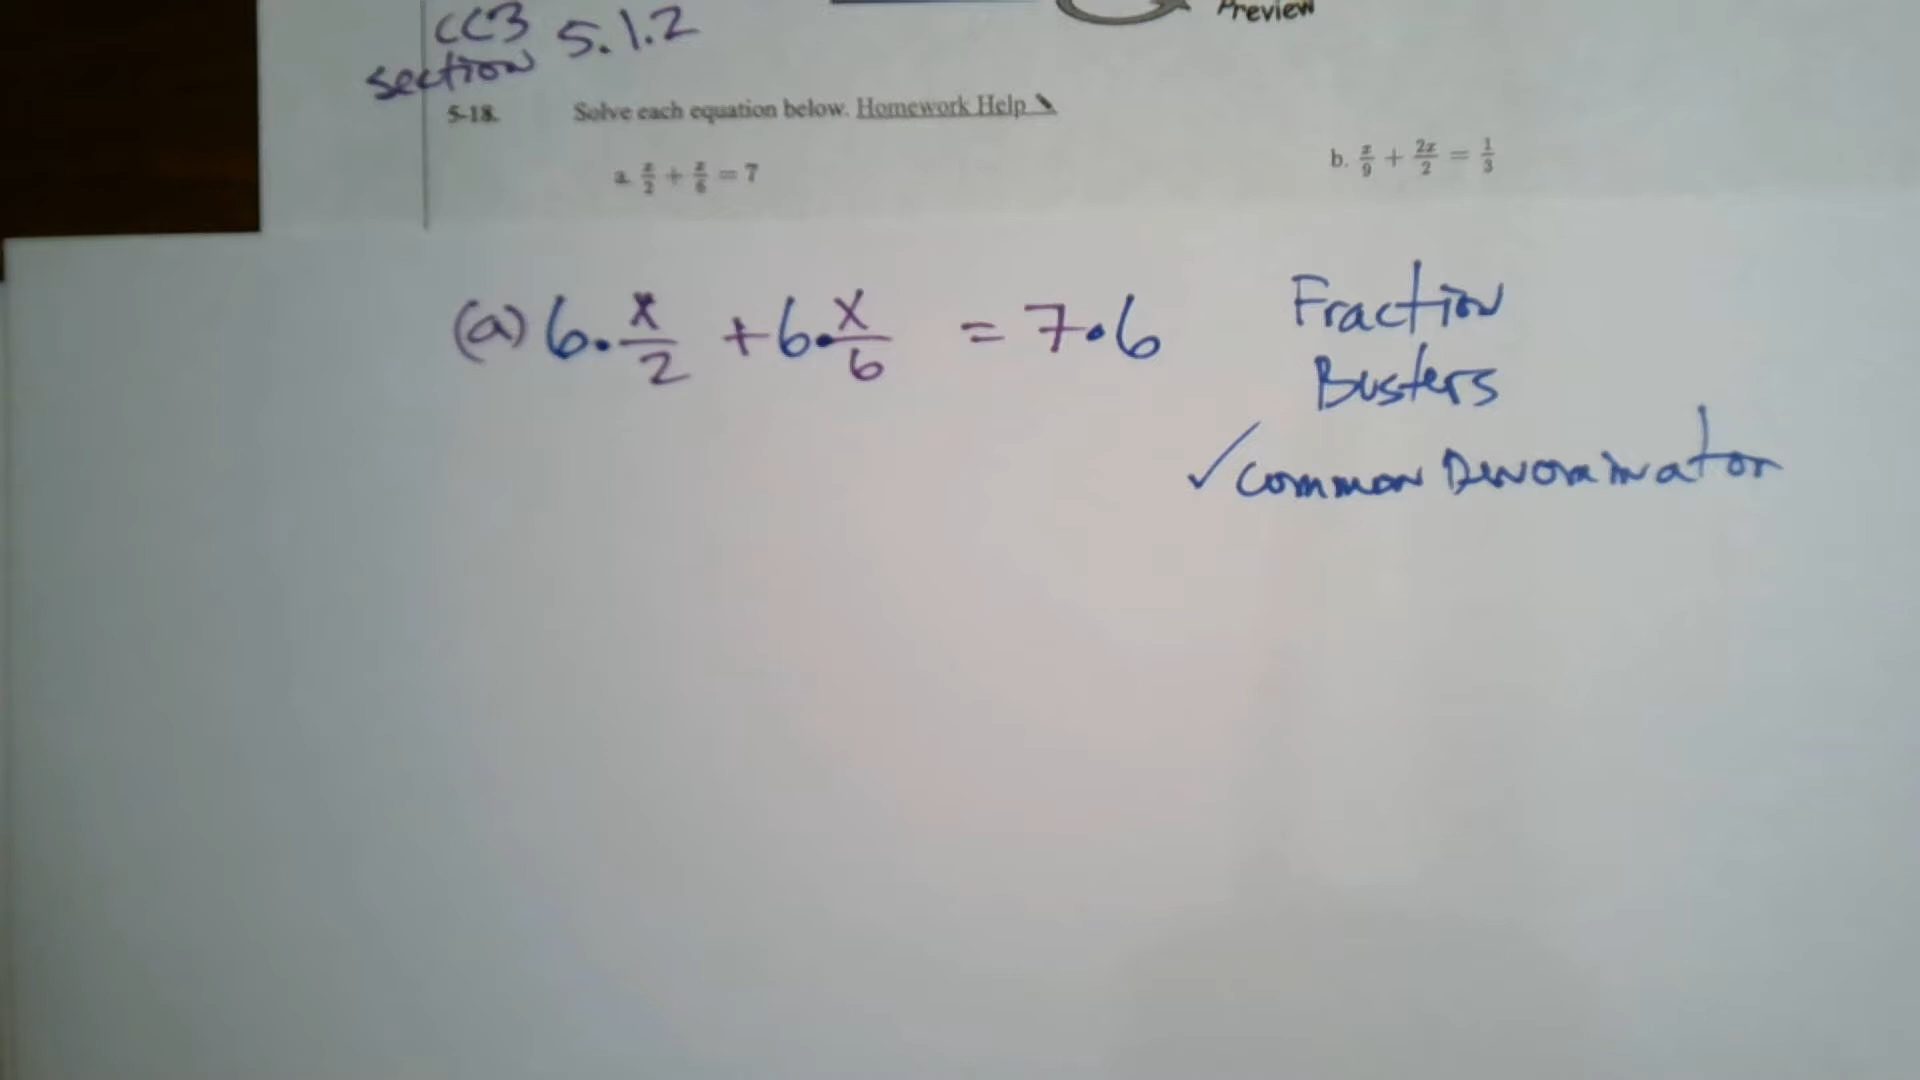 Preview
CC3
section 5.1.2
5-18. Solve each equation below. Homework Help
a. x/2 + x/6 = 7
b. x/9 + 2x/2 = 1/3
(a) 6 · x/2 + 6 · x/6 = 7 · 6
Fraction
Busters
✓ Common Denominator